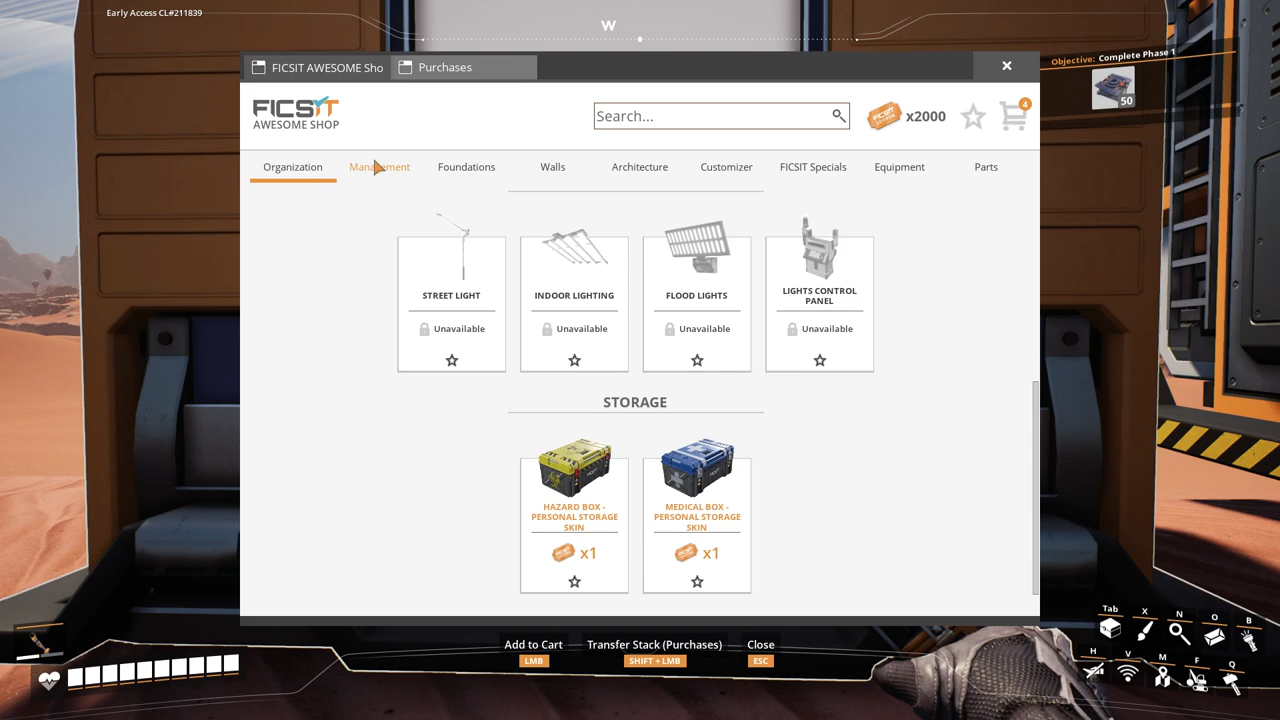 Early Access CL#211839
W
FICSIT AWESOME Sho
Purchases
Objective: Complete Phase 1
50
FICSIT
AWESOME SHOP
Search...
x2000
4
Organization
Management
Foundations
Walls
Architecture
Customizer
FICSIT Specials
Equipment
Parts
STREET LIGHT
Unavailable
INDOOR LIGHTING
Unavailable
FLOOD LIGHTS
Unavailable
LIGHTS CONTROL
PANEL
Unavailable
STORAGE
HAZARD BOX -
PERSONAL STORAGE
SKIN
x1
MEDICAL BOX -
PERSONAL STORAGE
SKIN
x1
Add to Cart
LMB
Transfer Stack (Purchases)
SHIFT + LMB
Close
ESC
Tab
X
N
O
B
H
V
M
F
Q